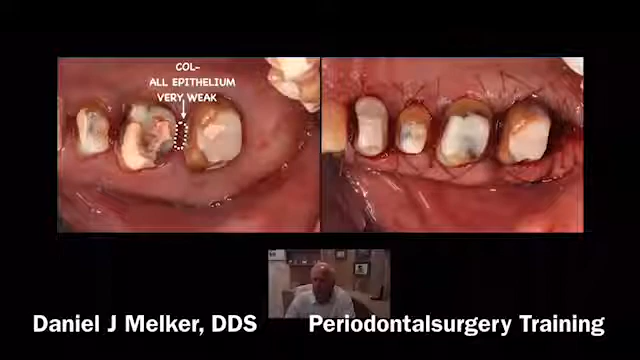 COL-
ALL EPITHELIUM
VERY WEAK
Daniel J Melker, DDS
Periodontalsurgery Training